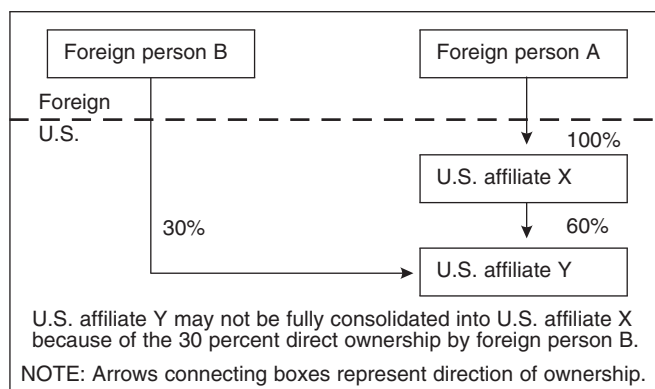 Foreign person B
Foreign person A
Foreign
U.S.
100%
U.S. affiliate X
30%
60%
U.S. affiliate Y
U.S. affiliate Y may not be fully consolidated into U.S. affiliate X
because of the 30 percent direct ownership by foreign person B.
NOTE: Arrows connecting boxes represent direction of ownership.